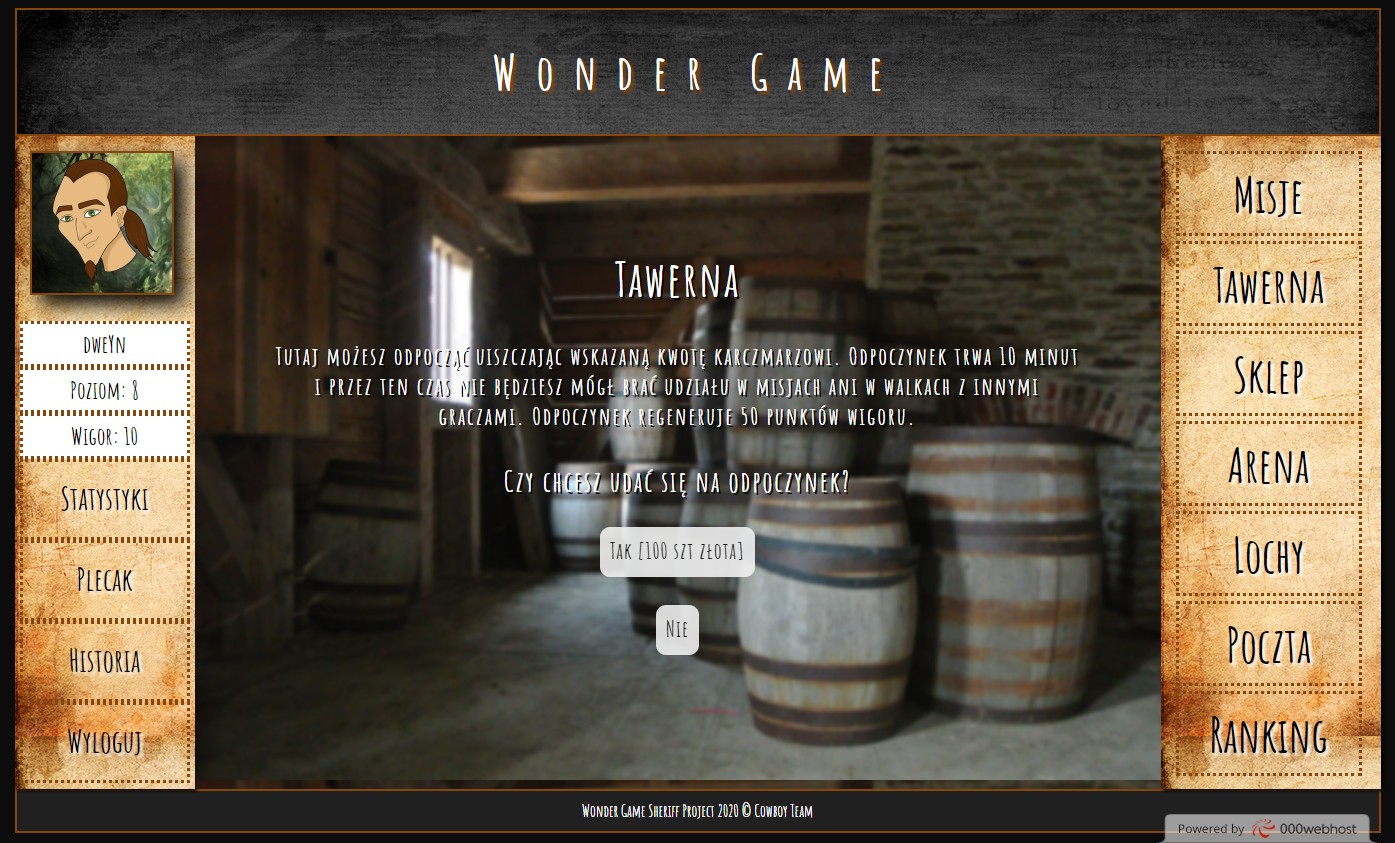 Wonder Game
dweYn
Poziom: 8
Wigor: 10
Statystyki
Plecak
Historia
Wyloguj
Tawerna
Tutaj możesz odpocząć uiszczając wskazaną kwotę karczmarzowi. Odpoczynek trwa 10 minut
i przez ten czas nie będziesz mógł brać udziału w misjach ani w walkach z innymi
graczami. Odpoczynek regeneruje 50 punktów wigoru.
Czy chcesz udać się na odpoczynek?
Tak [100 szt złota]
Nie
Misje
Tawerna
Sklep
Arena
Lochy
Poczta
Ranking
Wonder Game Sheriff Project 2020 © Cowboy Team
Powered by 000webhost